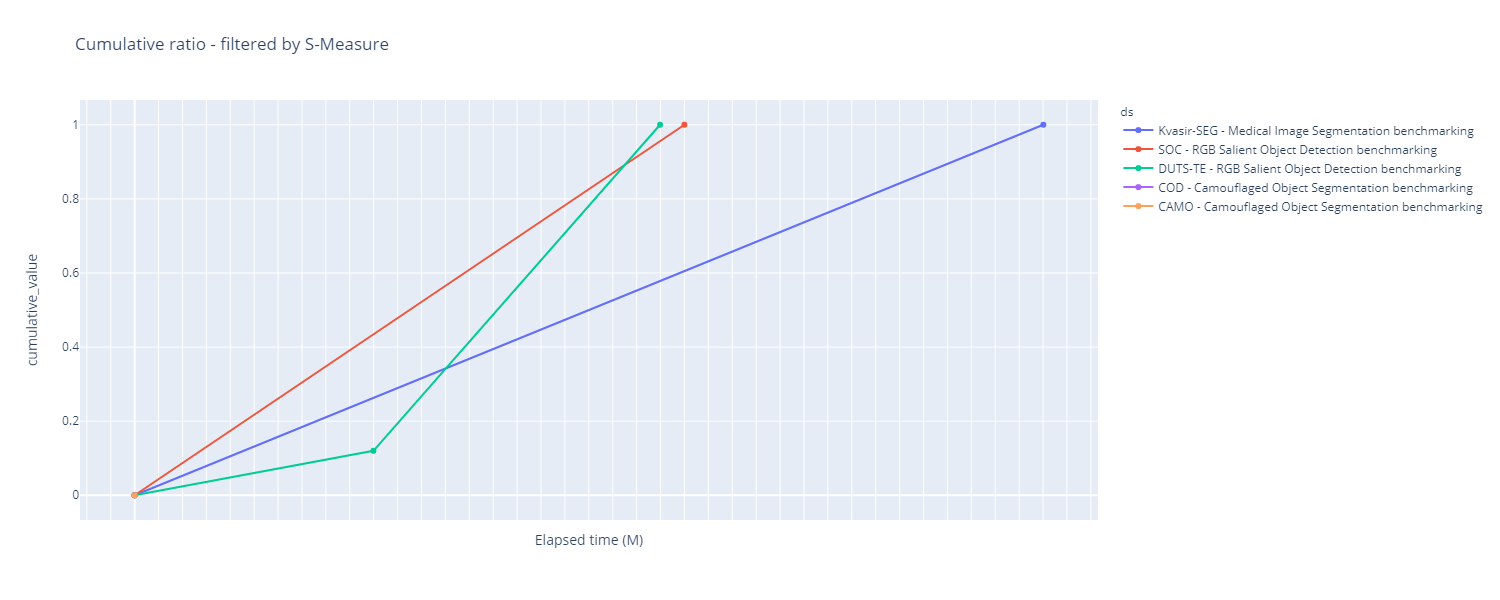 Cumulative ratio - filtered by S-Measure
ds
Kvasir-SEG - Medical Image Segmentation benchmarking
SOC - RGB Salient Object Detection benchmarking
DUTS-TE - RGB Salient Object Detection benchmarking
COD - Camouflaged Object Segmentation benchmarking
CAMO - Camouflaged Object Segmentation benchmarking
cumulative_value
1
0.8
0.6
0.4
0.2
0
Elapsed time (M)